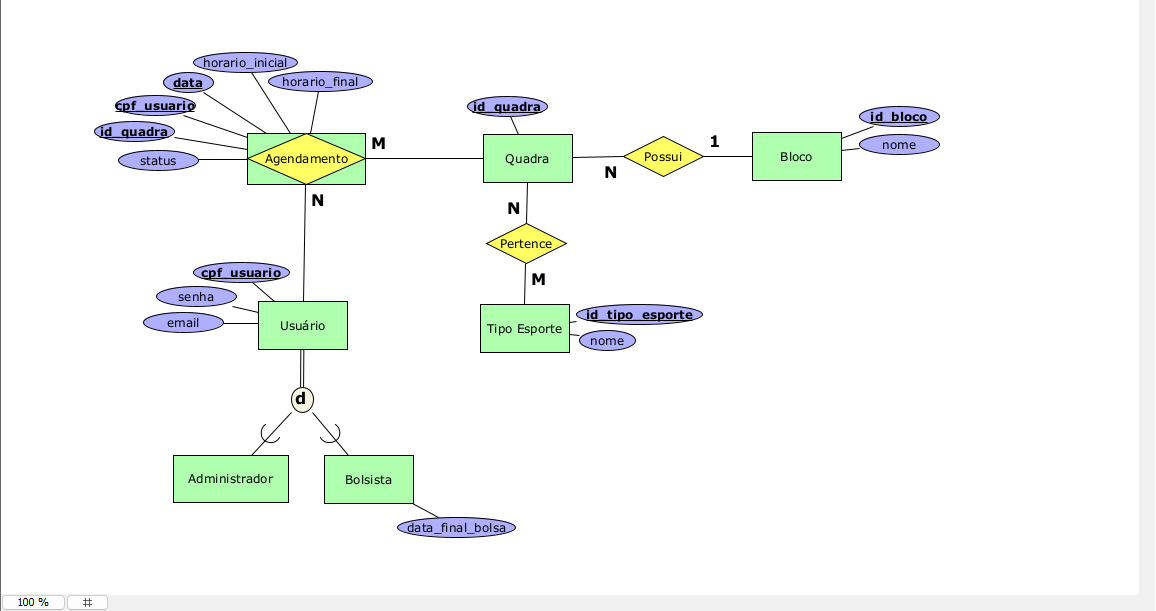 horario_inicial
horario_final
data
cpf_usuario
id_quadra
status
Agendamento
M
N
id_quadra
Quadra
N
Possui
1
Bloco
id_bloco
nome
N
Pertence
M
Tipo Esporte
id_tipo_esporte
nome
cpf_usuario
senha
email
Usuário
d
Administrador
Bolsista
data_final_bolsa
100 %